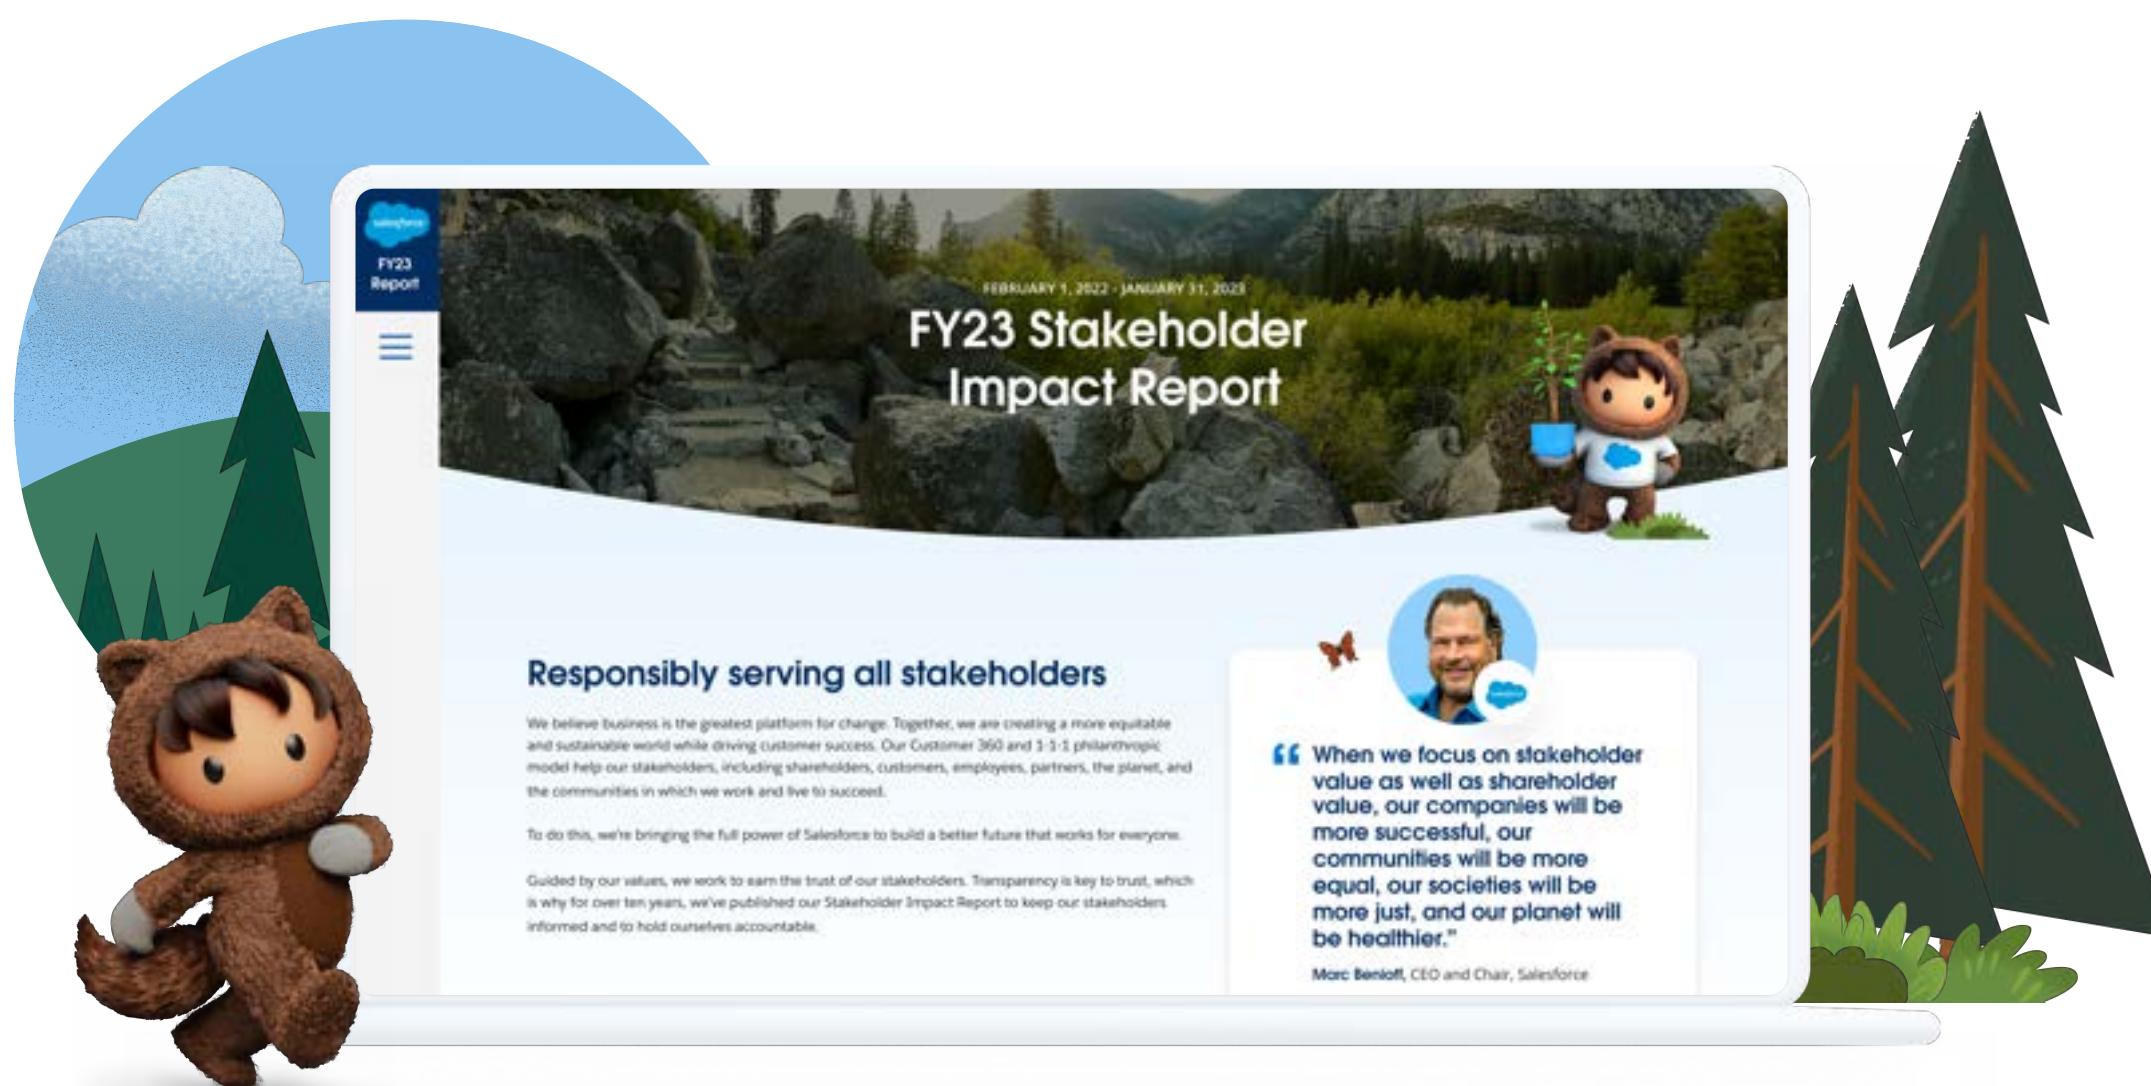 salesforce
FY23
Report
FEBRUARY 1, 2022 - JANUARY 31, 2023
FY23 Stakeholder
Impact Report
Responsibly serving all stakeholders
We believe business is the greatest platform for change. Together, we are creating a more equitable
and sustainable world while driving customer success. Our Customer 360 and 1-1-1 philanthropic
model help our stakeholders, including shareholders, customers, employees, partners, the planet, and
the communities in which we work and live to succeed.
To do this, we're bringing the full power of Salesforce to build a better future that works for everyone.
Guided by our values, we work to earn the trust of our stakeholders. Transparency is key to trust, which
is why for over ten years, we've published our Stakeholder Impact Report to keep our stakeholders
informed and to hold ourselves accountable.
salesforce
“ When we focus on stakeholder
value as well as shareholder
value, our companies will be
more successful, our
communities will be more
equal, our societies will be
more just, and our planet will
be healthier.”
Marc Benioff, CEO and Chair, Salesforce